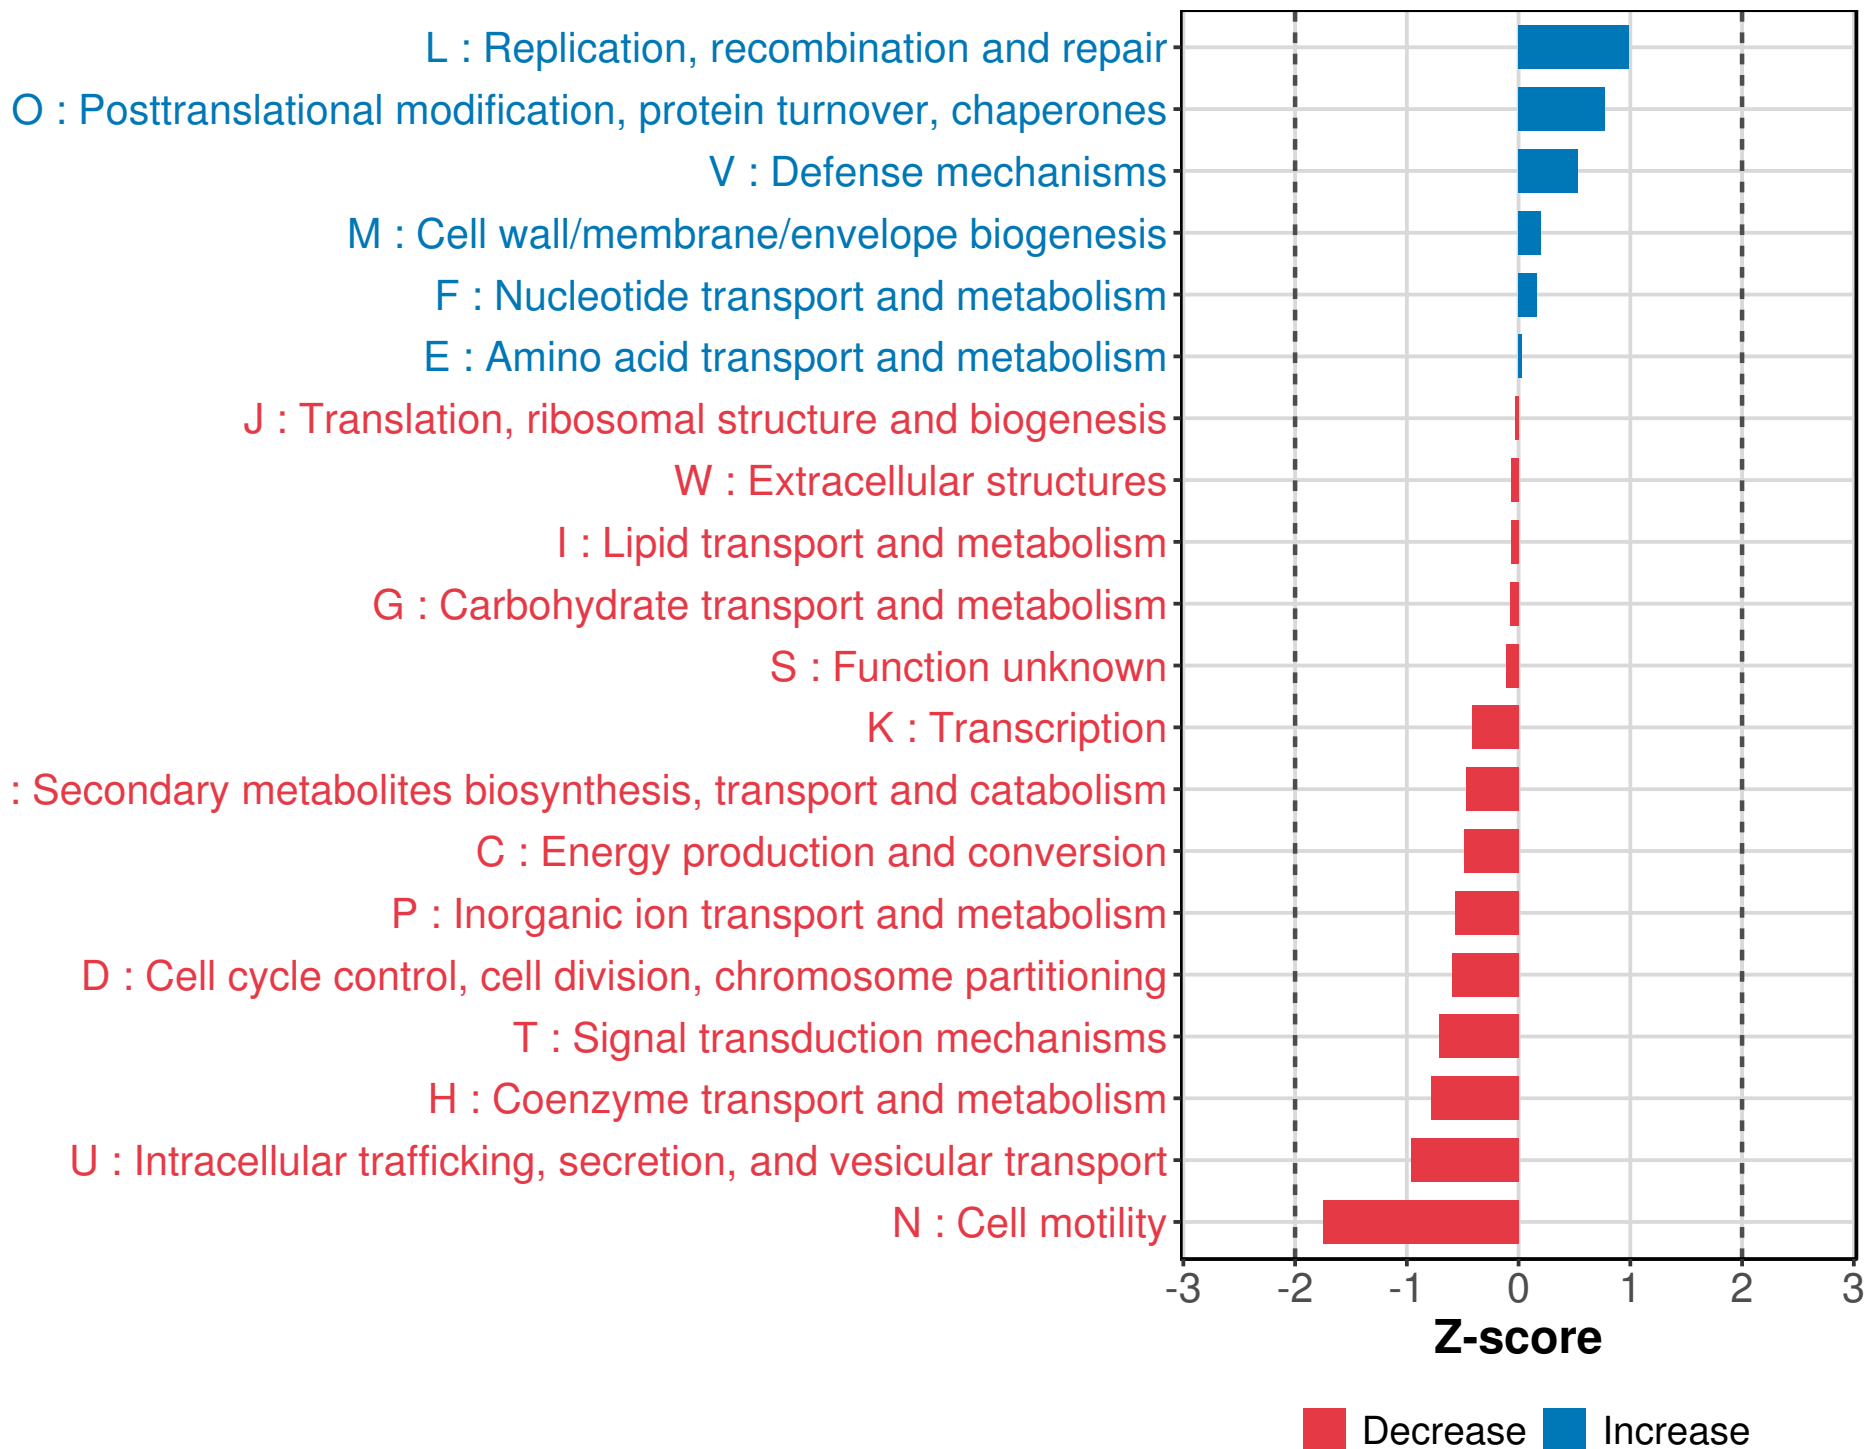 L : Replication, recombination and repair
O : Posttranslational modification, protein turnover, chaperones
V : Defense mechanisms
M : Cell wall/membrane/envelope biogenesis
F : Nucleotide transport and metabolism
E : Amino acid transport and metabolism
J : Translation, ribosomal structure and biogenesis
W : Extracellular structures
I : Lipid transport and metabolism
G : Carbohydrate transport and metabolism
S : Function unknown
K : Transcription
: Secondary metabolites biosynthesis, transport and catabolism
C : Energy production and conversion
P : Inorganic ion transport and metabolism
D : Cell cycle control, cell division, chromosome partitioning
T : Signal transduction mechanisms
H : Coenzyme transport and metabolism
U : Intracellular trafficking, secretion, and vesicular transport
N : Cell motility
-3 -2 -1 0 1 2 3
Z-score
Decrease Increase